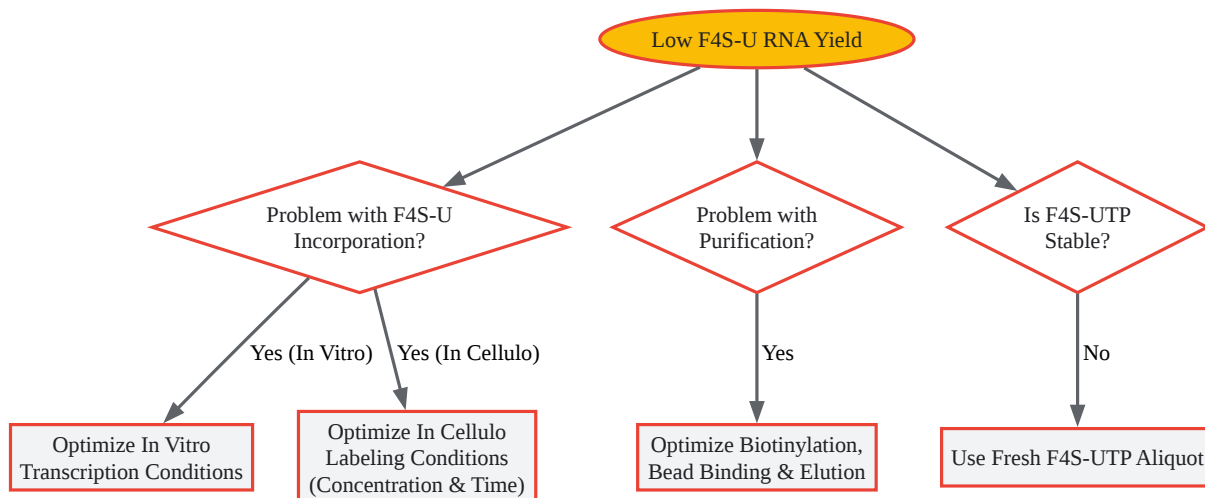 Low F4S-U RNA Yield
Problem with F4S-U
Incorporation?
Problem with
Purification?
Is F4S-UTP
Stable?
Yes (In Vitro)
Yes (In Cellulo)
Yes
No
Optimize In Vitro
Transcription Conditions
Optimize In Cellulo
Labeling Conditions
(Concentration & Time)
Optimize Biotinylation,
Bead Binding & Elution
Use Fresh F4S-UTP Aliquot